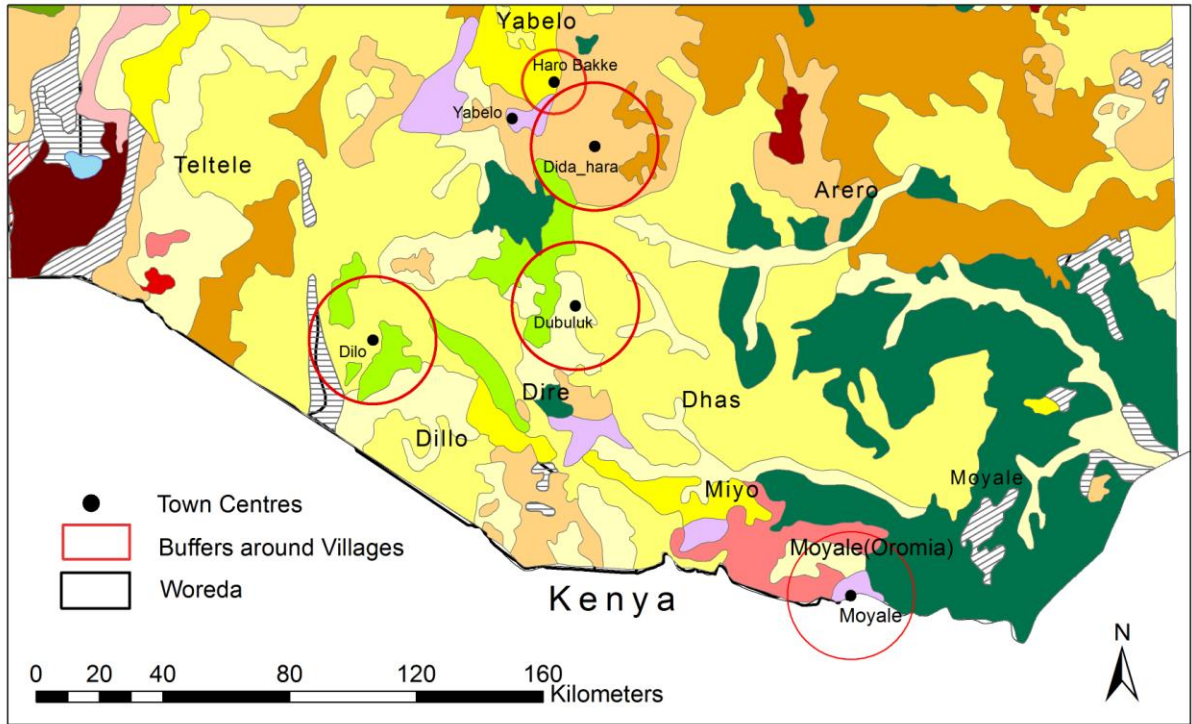 Yabelo
Haro Bakke
Yabelo
Dida_hara
Teltele
Arero
Dubuluk
Dilo
Dire
Dhas
Dillo
Moyale
Miyo
Moyale(Oromia)
Kenya
Moyale
Town Centres
Buffers around Villages
Woreda
N
0 20 40 80 120 160
Kilometers